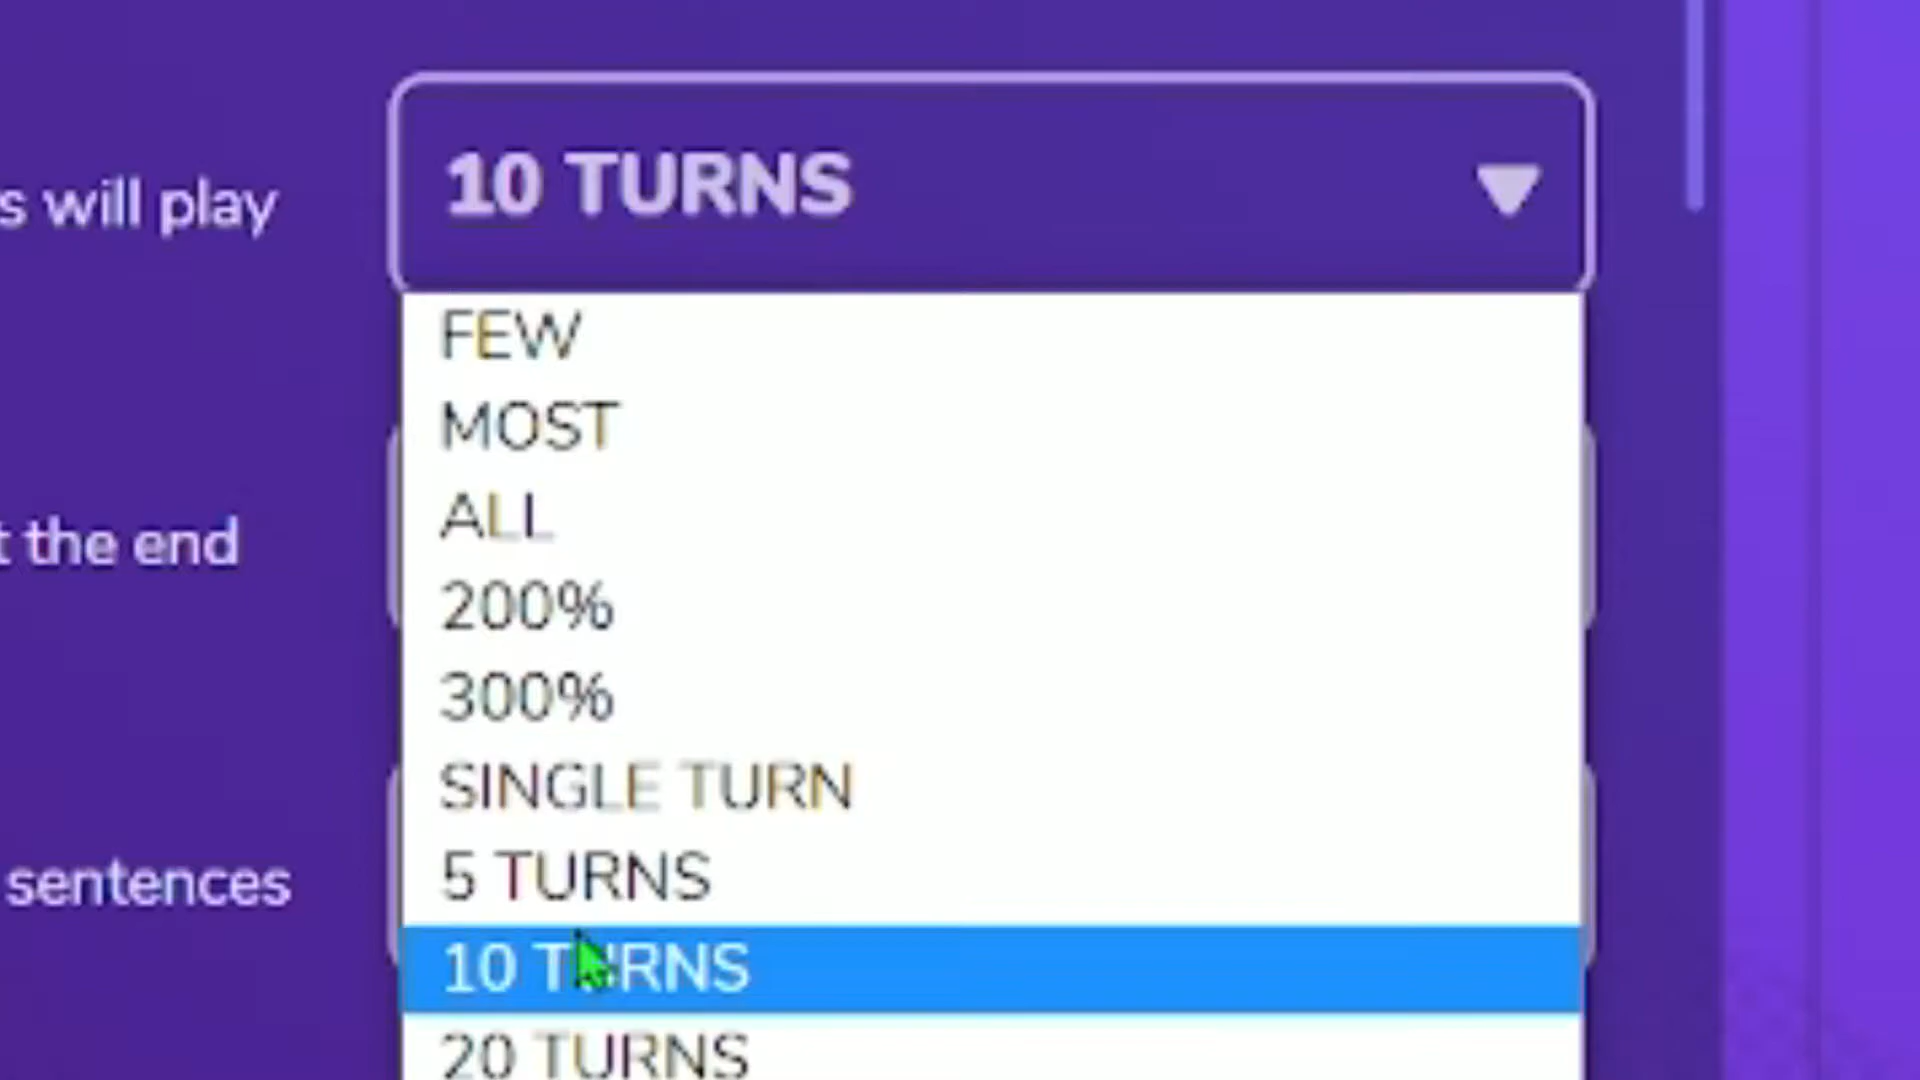 10 TURNS
s will play
FEW
MOST
ALL
t the end
200%
300%
SINGLE TURN
5 TURNS
sentences
10 TURNS
20 TURNS